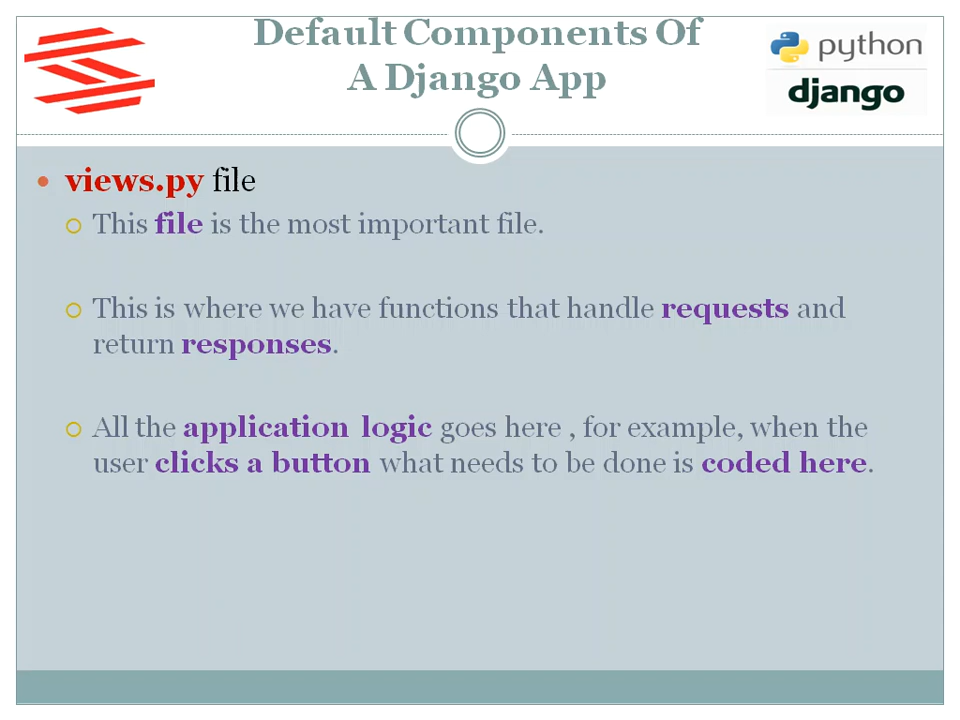 Default Components Of
A Django App
python
django
views.py file
This file is the most important file.
This is where we have functions that handle requests and
return responses.
All the application logic goes here , for example, when the
user clicks a button what needs to be done is coded here.